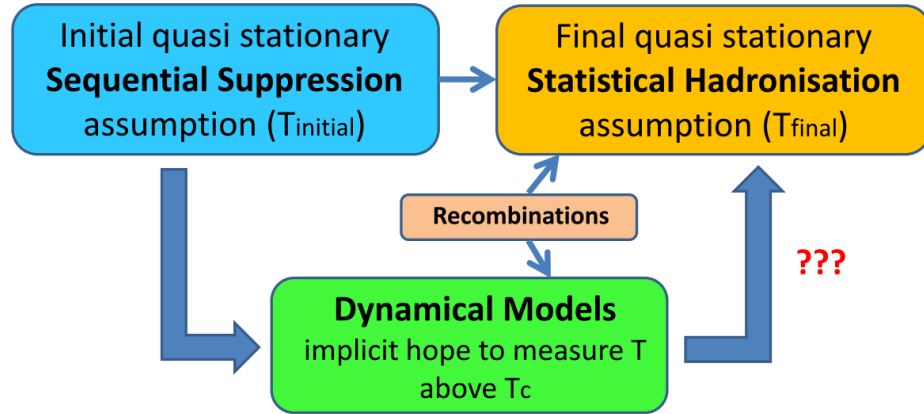 Initial quasi stationary
Sequential Suppression
assumption (Tinitial)
Final quasi stationary
Statistical Hadronisation
assumption (Tfinal)
Recombinations
???
Dynamical Models
implicit hope to measure T
above Tc